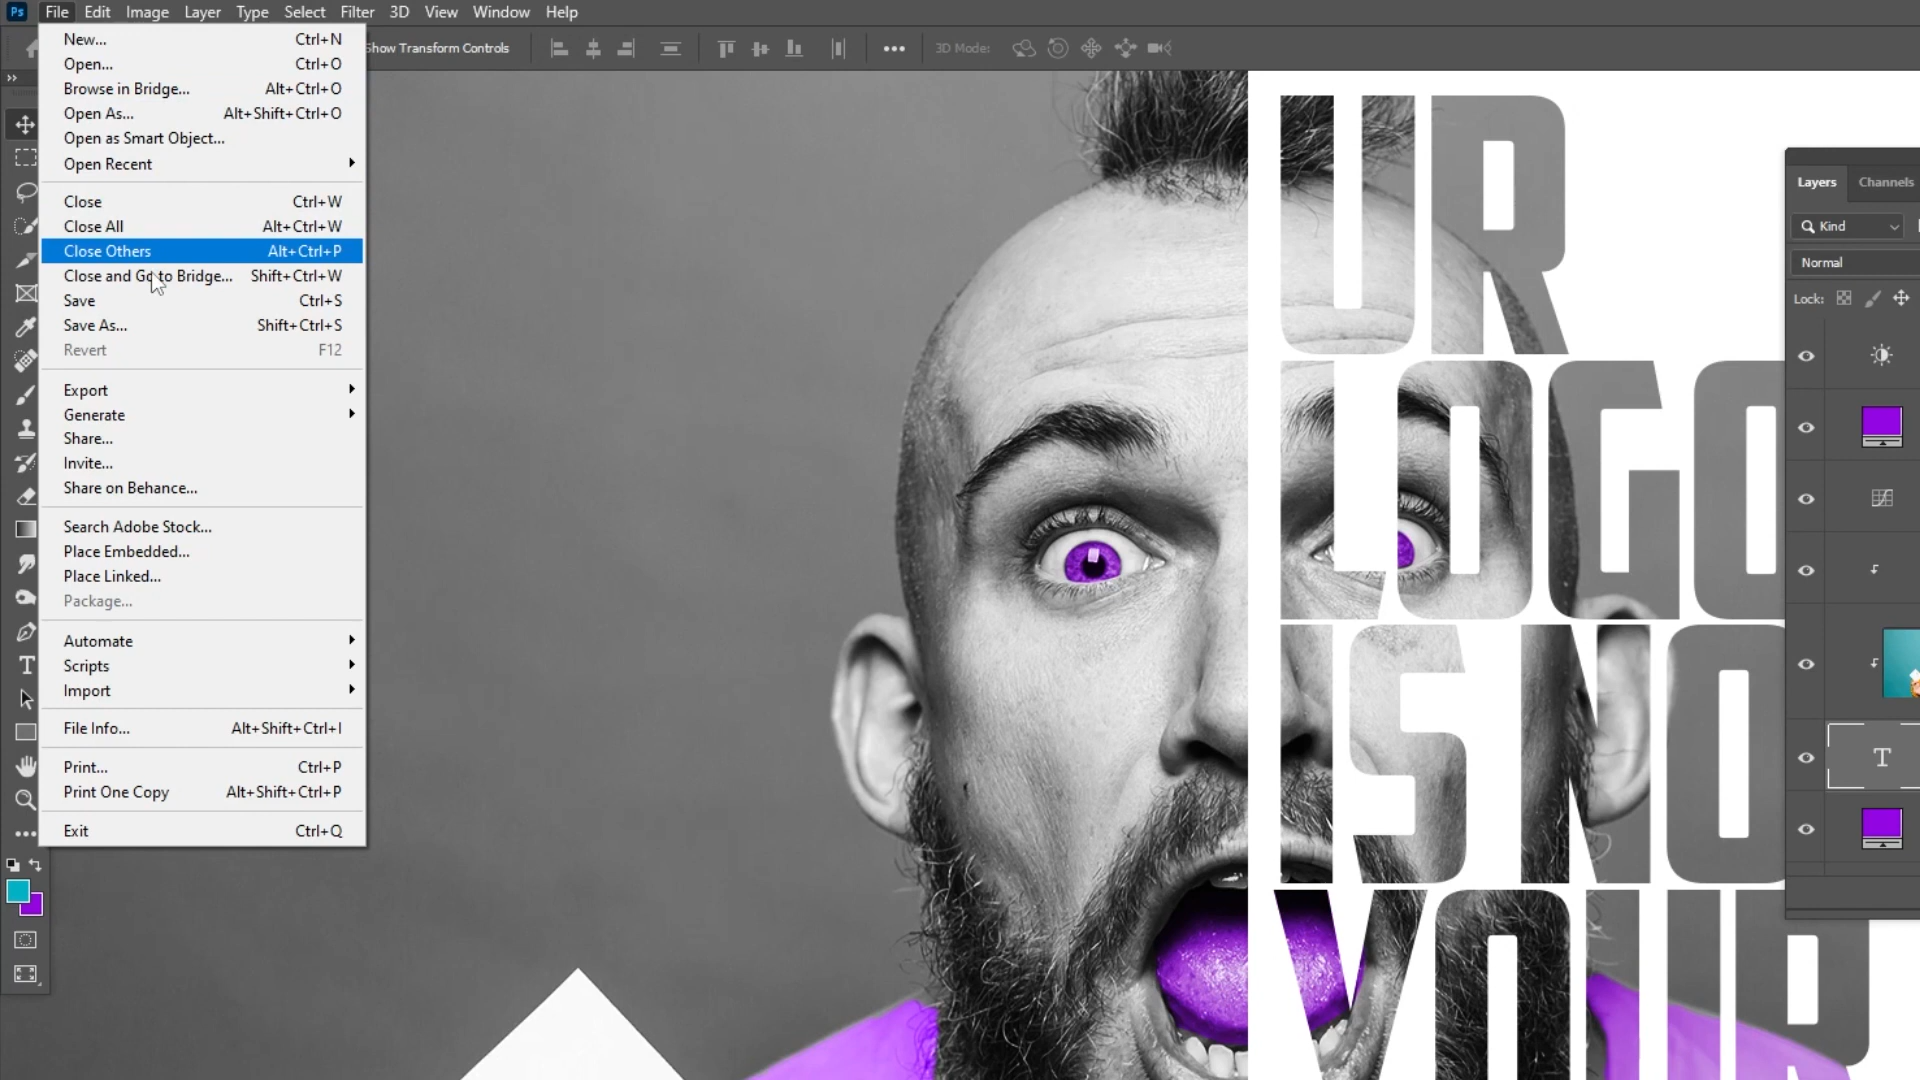 Ps File Edit Image Layer Type Select Filter 3D View Window Help
Show Transform Controls
3D Mode:
New... Ctrl+N
Open... Ctrl+O
Browse in Bridge... Alt+Ctrl+O
Open As... Alt+Shift+Ctrl+O
Open as Smart Object...
Open Recent
Close Ctrl+W
Close All Alt+Ctrl+W
Close Others Alt+Ctrl+P
Close and Go to Bridge... Shift+Ctrl+W
Save Ctrl+S
Save As... Shift+Ctrl+S
Revert F12
Export
Generate
Share...
Invite...
Share on Behance...
Search Adobe Stock...
Place Embedded...
Place Linked...
Package...
Automate
Scripts
Import
File Info... Alt+Shift+Ctrl+I
Print... Ctrl+P
Print One Copy Alt+Shift+Ctrl+P
Exit Ctrl+Q
UR
LOGO
IS NO
YOUR
Layers Channels
Kind
Normal
Lock: